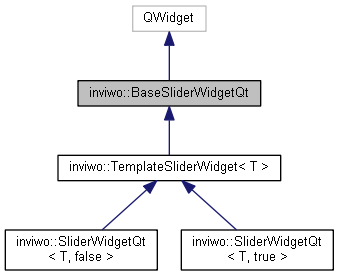 QWidget
inviwo::BaseSliderWidgetQt
inviwo::TemplateSliderWidget< T >
inviwo::SliderWidgetQt
< T, false >
inviwo::SliderWidgetQt
< T, true >